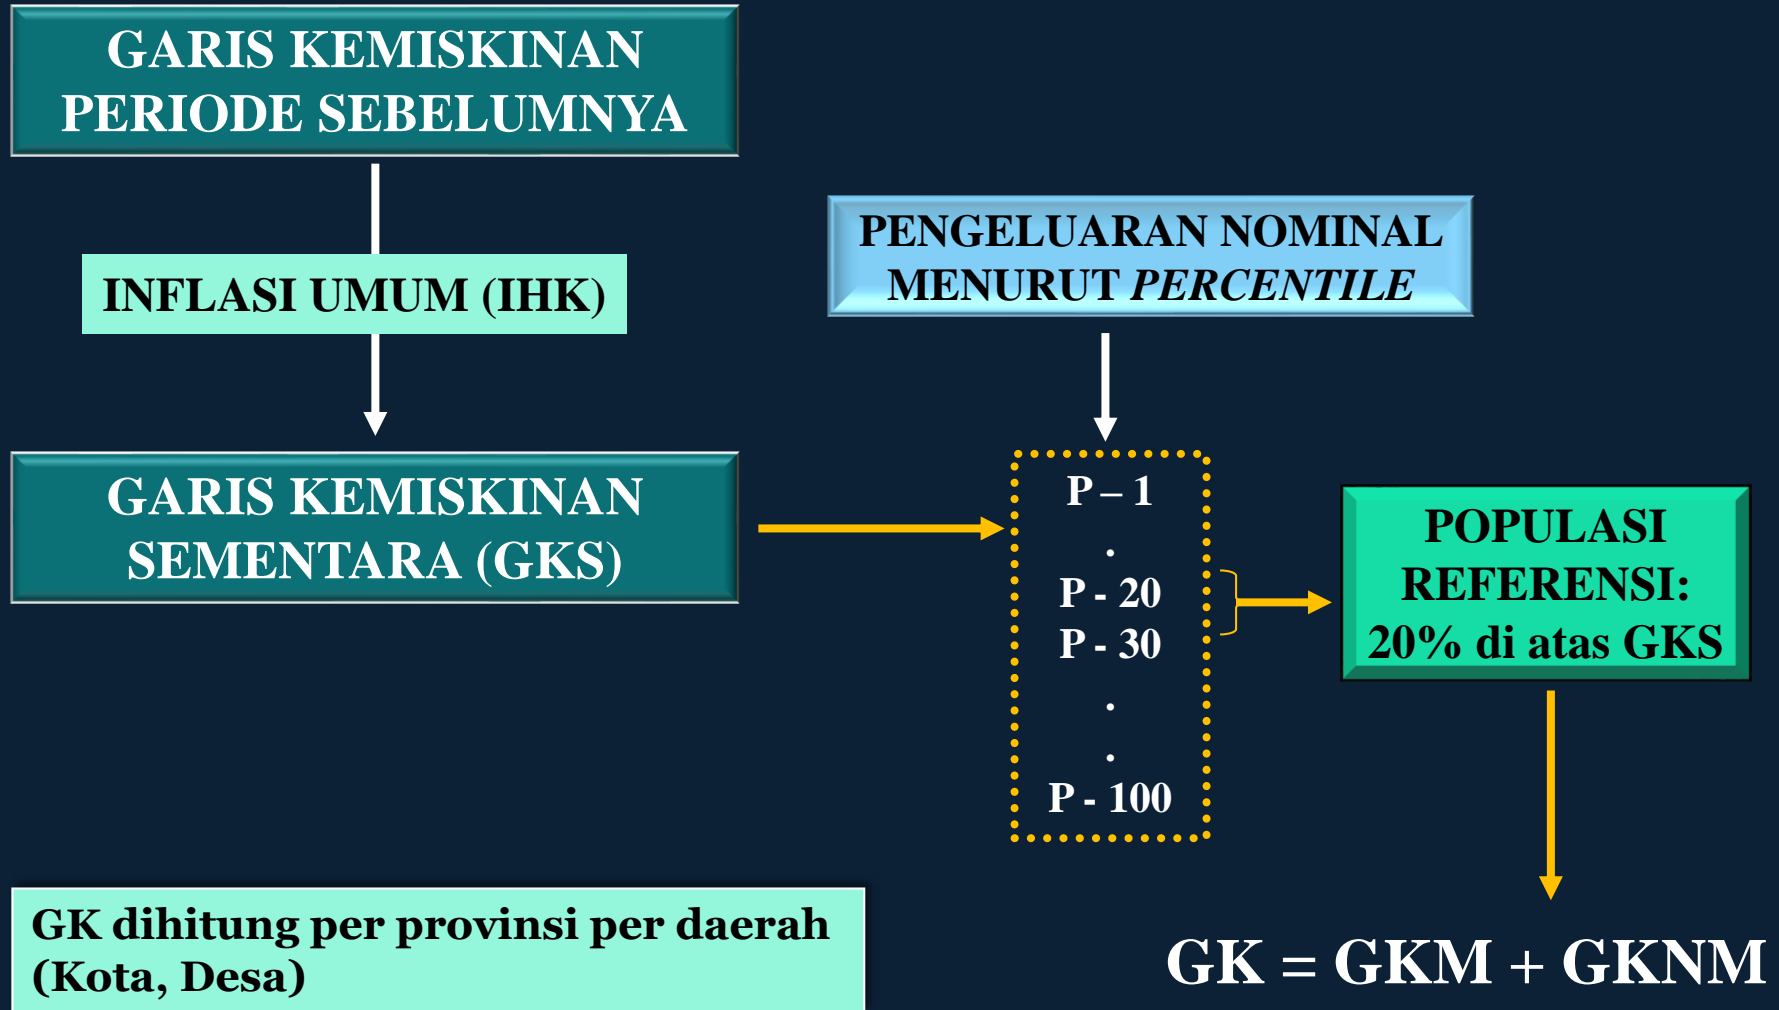 GARIS KEMISKINAN
PERIODE SEBELUMNYA
INFLASI UMUM (IHK)
GARIS KEMISKINAN
SEMENTARA (GKS)
PENGELUARAN NOMINAL
MENURUT PERCENTILE
P – 1
.
P - 20
P - 30
.
.
P - 100
POPULASI
REFERENSI:
20% di atas GKS
GK dihitung per provinsi per daerah
(Kota, Desa)
GK = GKM + GKNM